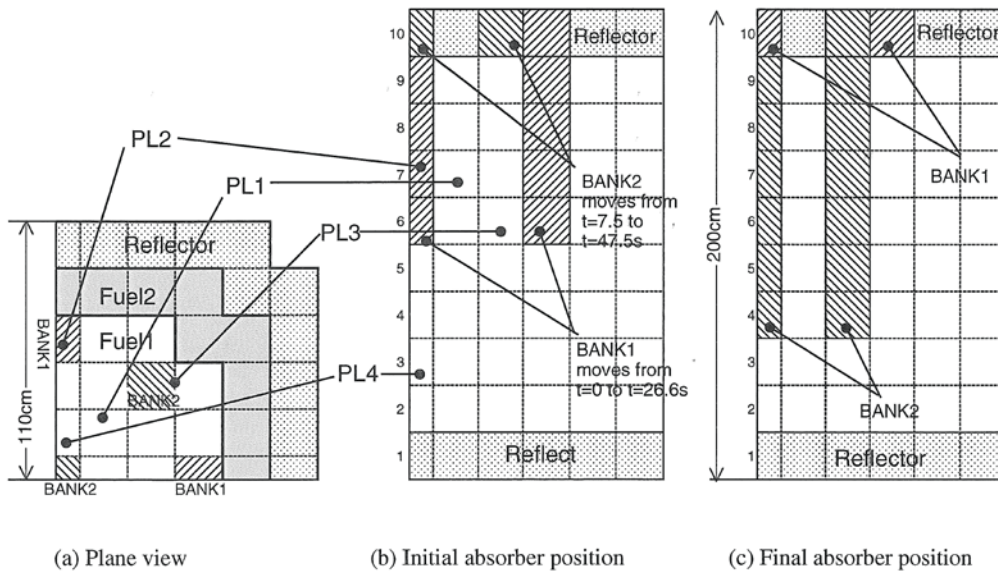 PL2
PL1
PL3
PL4
Reflector
Fuel2
Fuel1
BANK1
BANK2
BANK2
BANK1
110cm
(a) Plane view
10
9
8
7
6
5
4
3
2
1
Reflector
BANK2
moves from
t=7.5 to
t=47.5s
BANK1
moves from
t=0 to t=26.6s
Reflect
(b) Initial absorber position
200cm
10
9
8
7
6
5
4
3
2
1
Reflector
BANK1
BANK2
Reflector
(c) Final absorber position